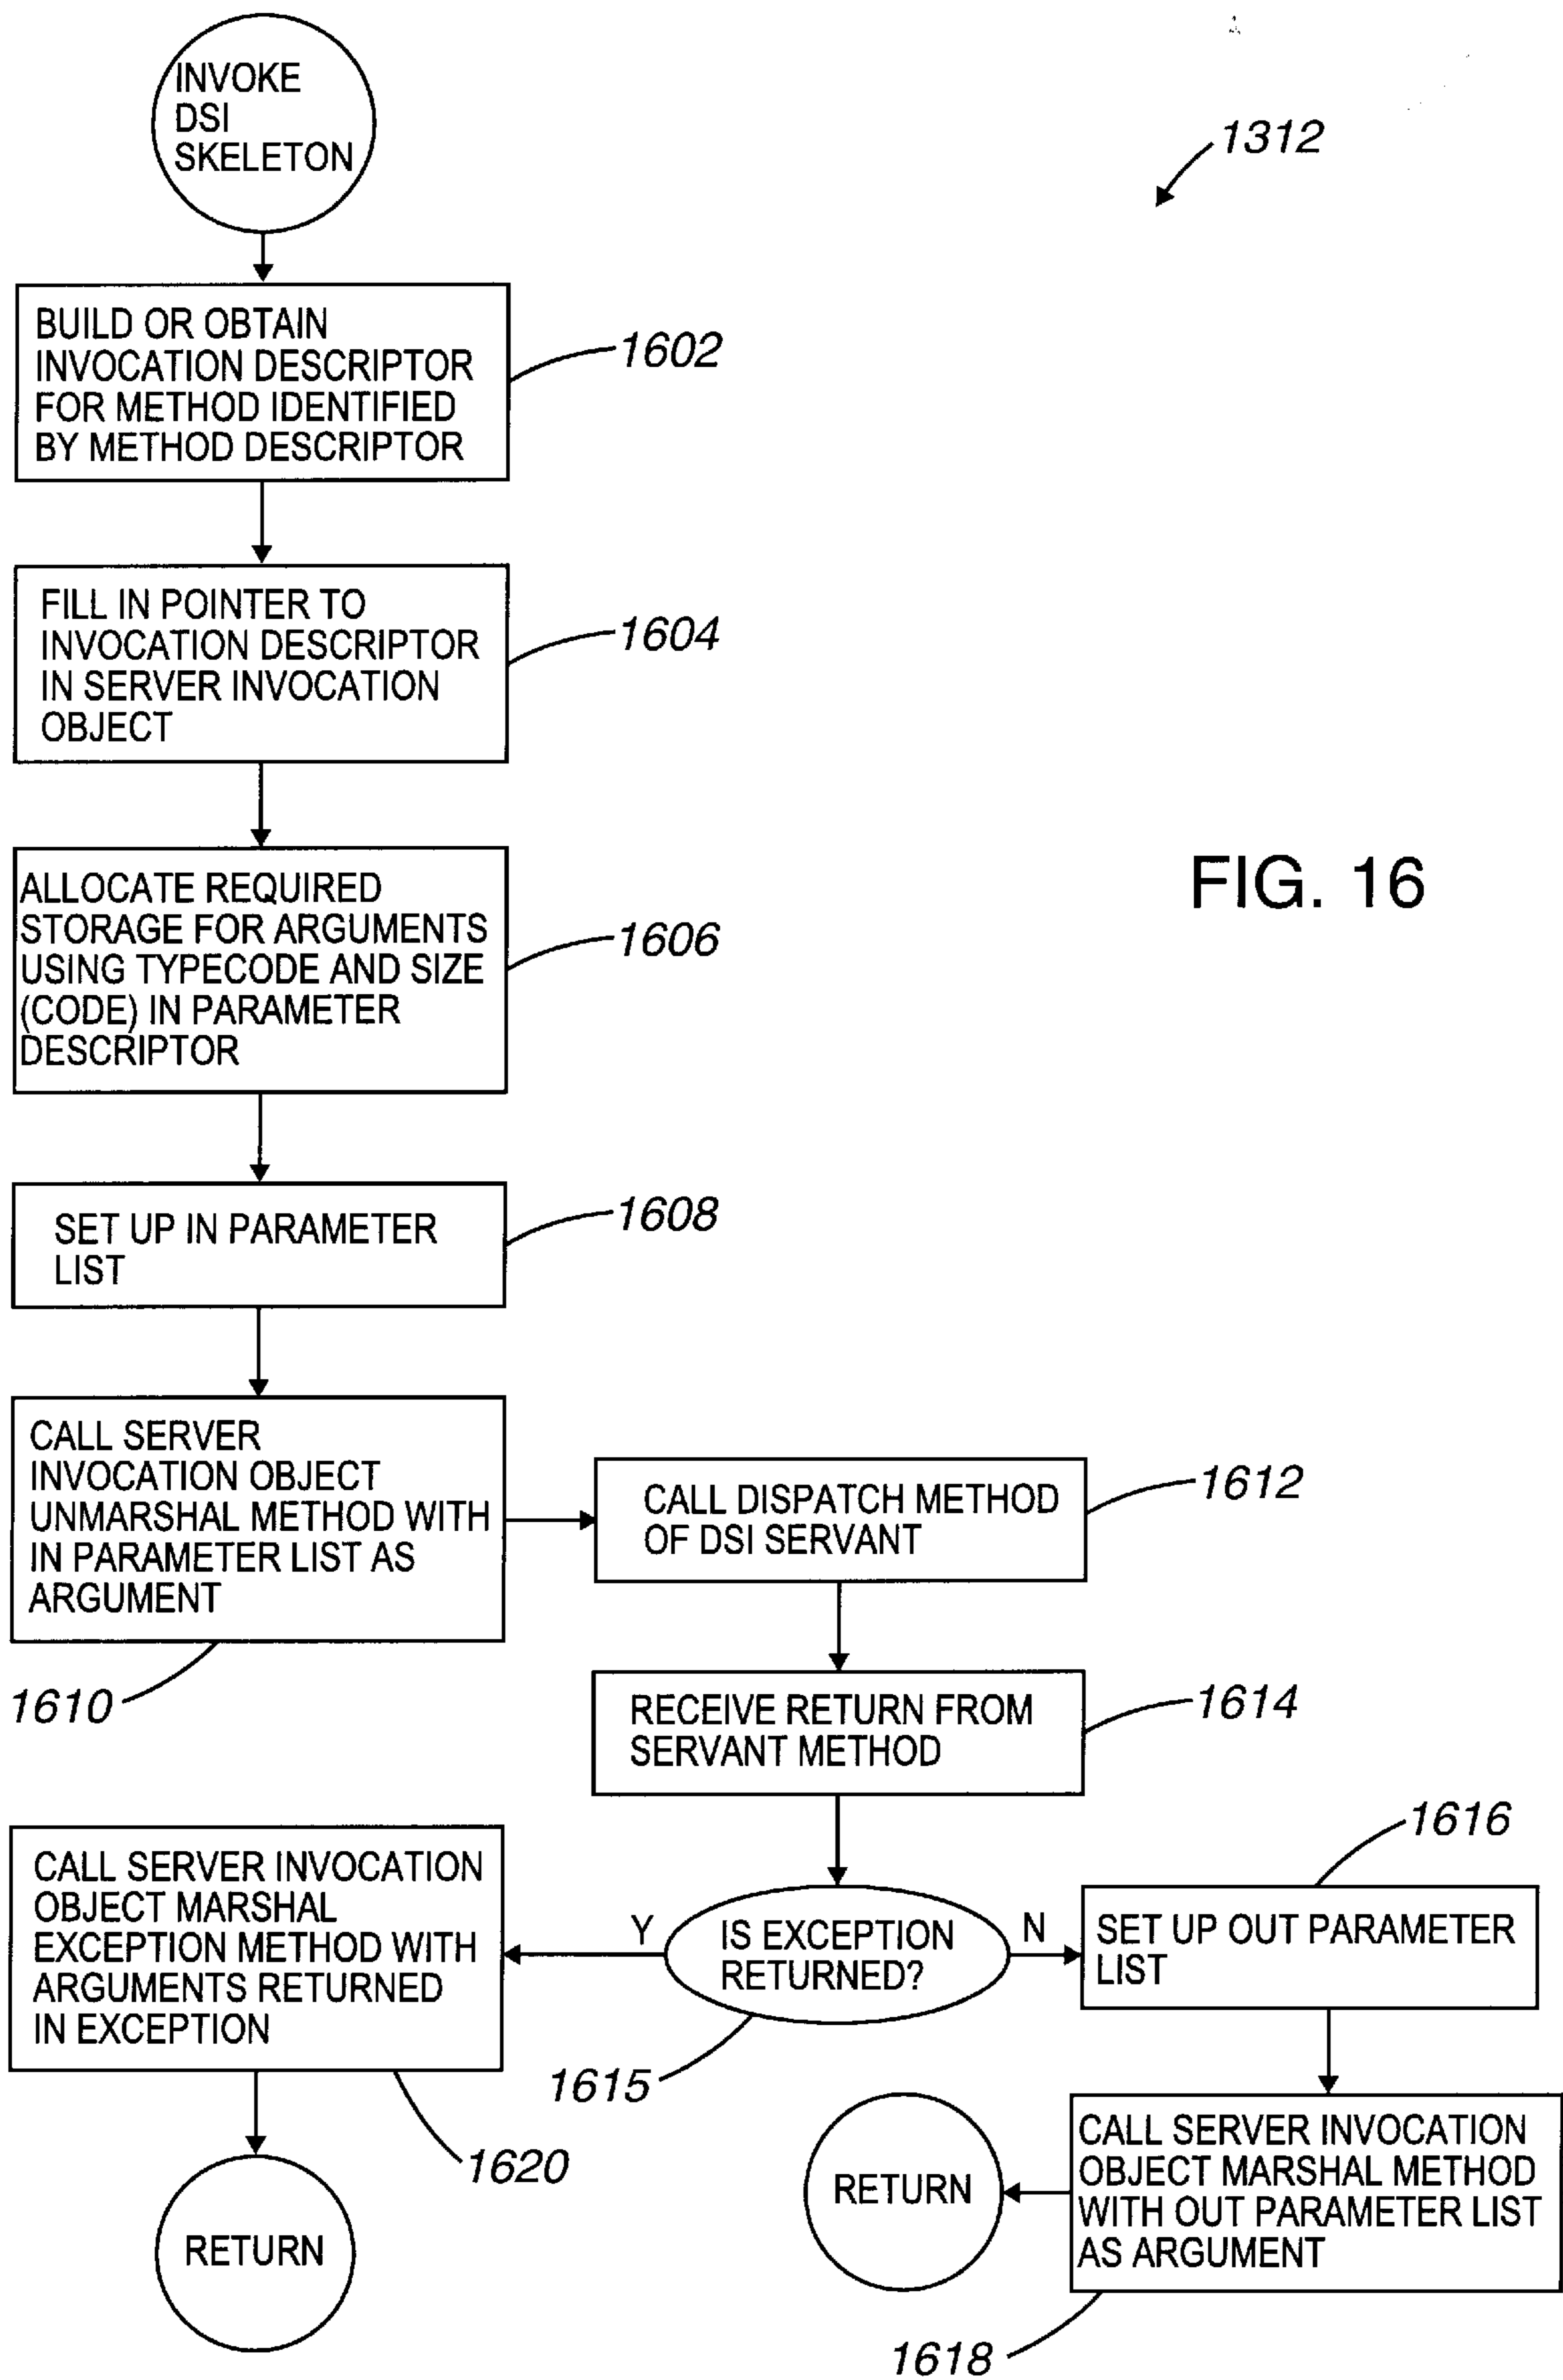 INVOKE
DSI
SKELETON
1312
BUILD OR OBTAIN
INVOCATION DESCRIPTOR
FOR METHOD IDENTIFIED
BY METHOD DESCRIPTOR
1602
FILL IN POINTER TO
INVOCATION DESCRIPTOR
IN SERVER INVOCATION
OBJECT
1604
FIG. 16
ALLOCATE REQUIRED
STORAGE FOR ARGUMENTS
USING TYPECODE AND SIZE
(CODE) IN PARAMETER
DESCRIPTOR
1606
SET UP IN PARAMETER
LIST
1608
CALL SERVER
INVOCATION OBJECT
UNMARSHAL METHOD WITH
IN PARAMETER LIST AS
ARGUMENT
1610
CALL DISPATCH METHOD
OF DSI SERVANT
1612
RECEIVE RETURN FROM
SERVANT METHOD
1614
IS EXCEPTION
RETURNED?
1615
Y
N
CALL SERVER INVOCATION
OBJECT MARSHAL
EXCEPTION METHOD WITH
ARGUMENTS RETURNED
IN EXCEPTION
1620
RETURN
SET UP OUT PARAMETER
LIST
1616
CALL SERVER INVOCATION
OBJECT MARSHAL METHOD
WITH OUT PARAMETER LIST
AS ARGUMENT
1618
RETURN